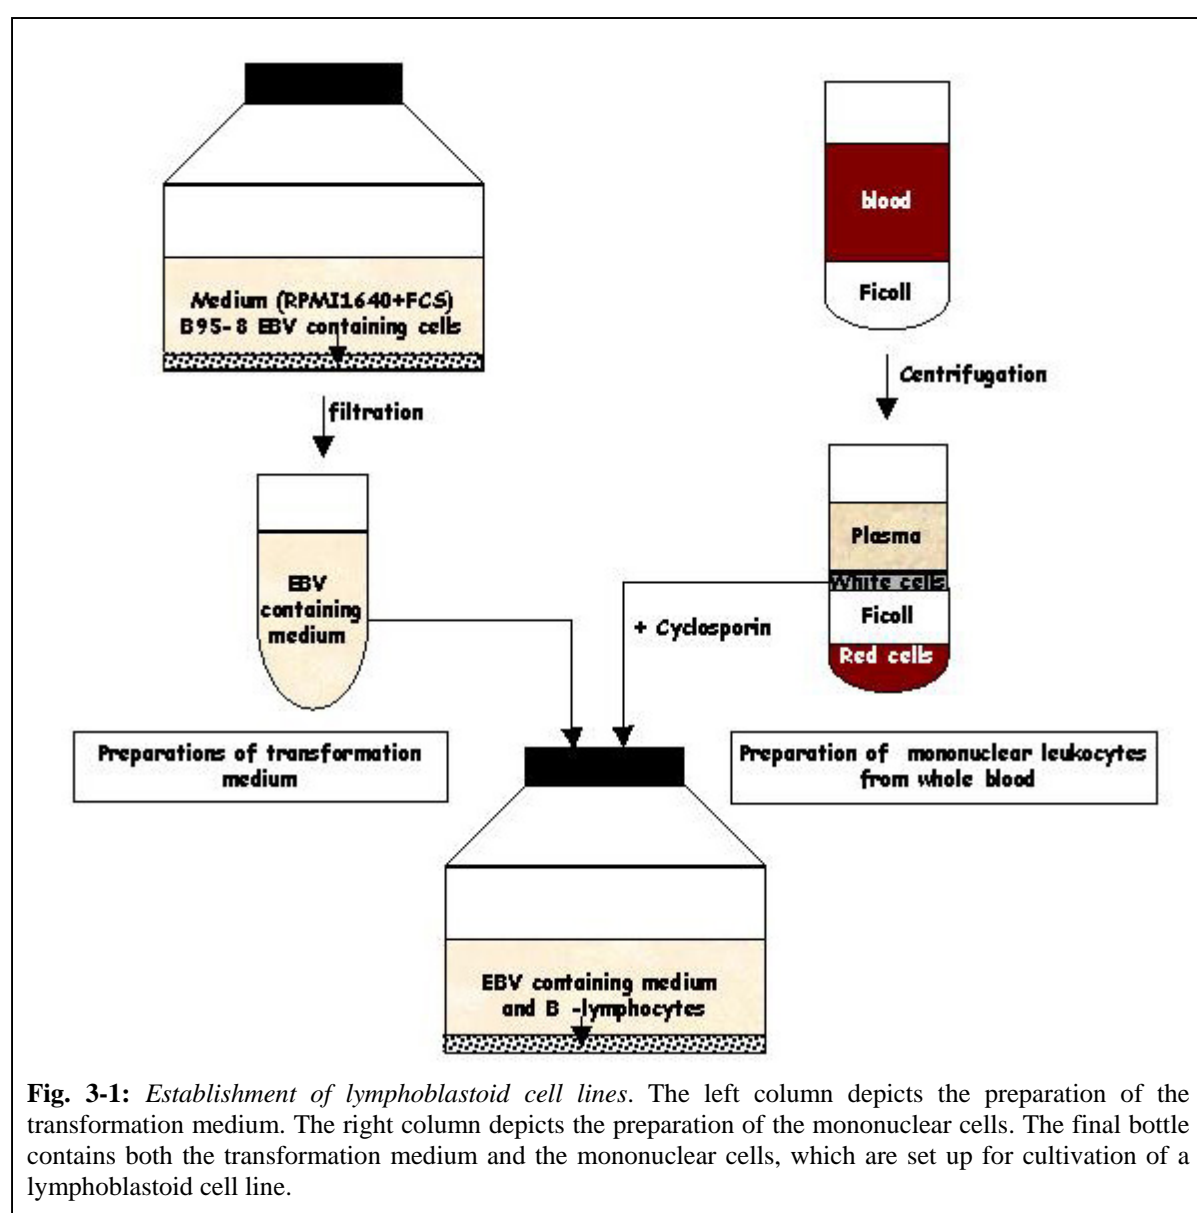 Medium (RPMI1640+FCS)
B95-8 EBV containing cells
filtration
EBV
containing
medium
Preparations of transformation
medium
blood
Ficoll
Centrifugation
Plasma
White cells
Ficoll
Red cells
+ Cyclosporin
Preparation of mononuclear leukocytes
from whole blood
EBV containing medium
and B -lymphocytes
Fig. 3-1: Establishment of lymphoblastoid cell lines. The left column depicts the preparation of the
transformation medium. The right column depicts the preparation of the mononuclear cells. The final bottle
contains both the transformation medium and the mononuclear cells, which are set up for cultivation of a
lymphoblastoid cell line.